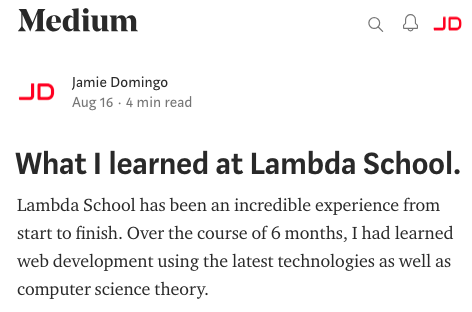 Medium
JD
JD
Jamie Domingo
Aug 16 · 4 min read
What I learned at Lambda School.
Lambda School has been an incredible experience from
start to finish. Over the course of 6 months, I had learned
web development using the latest technologies as well as
computer science theory.